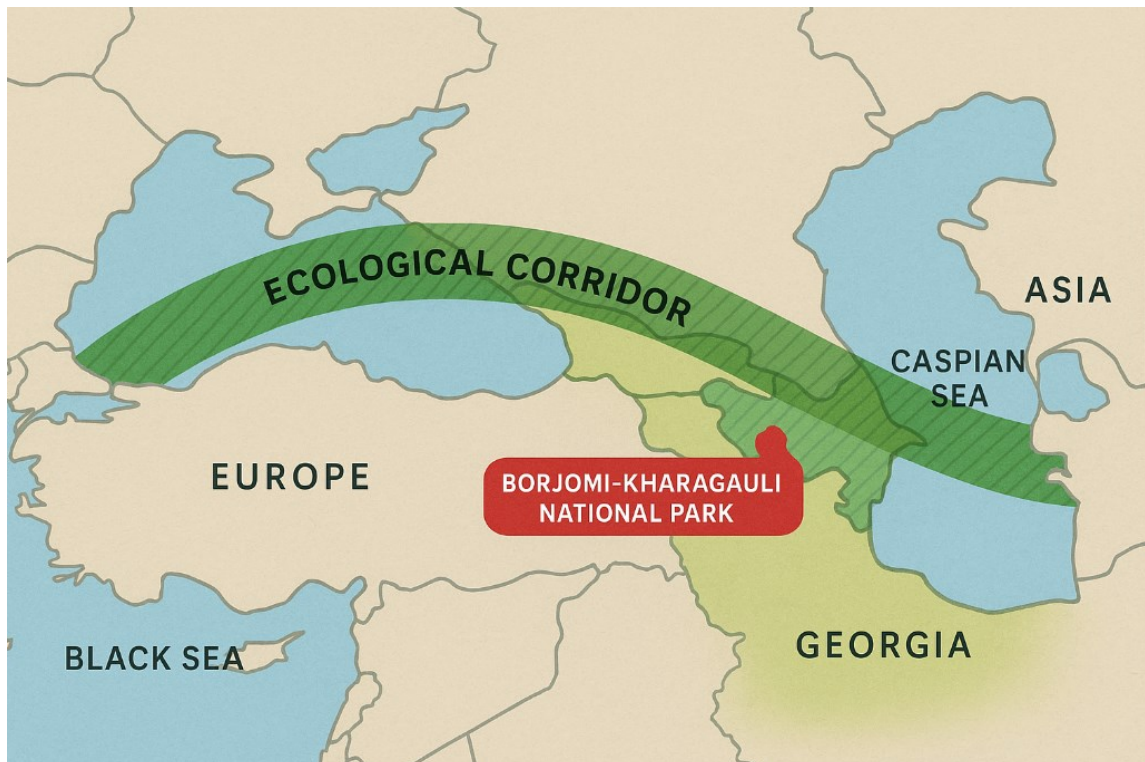 ECOLOGICAL CORRIDOR
ASIA
CASPIAN
SEA
EUROPE
BORJOMI-KHARAGAULI
NATIONAL PARK
BLACK SEA
GEORGIA